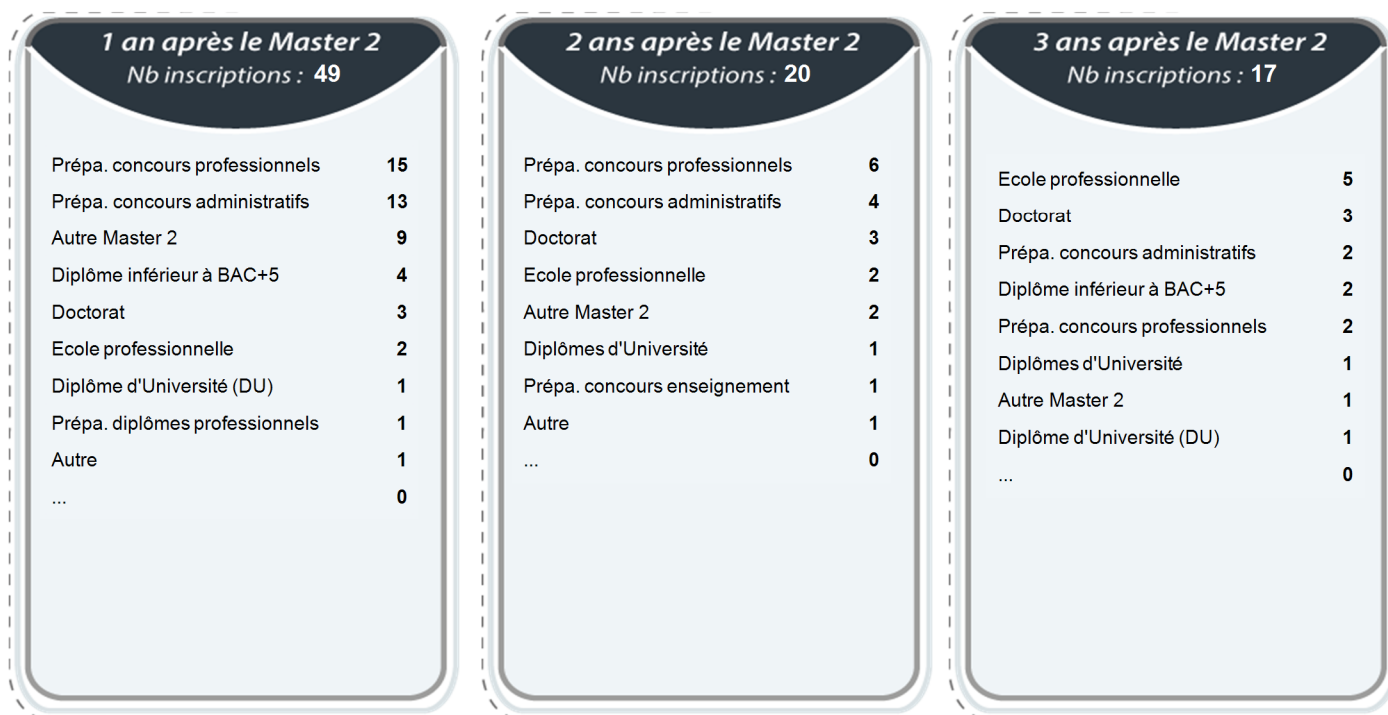 1 an après le Master 2
Nb inscriptions : 49
Prépa. concours professionnels 15
Prépa. concours administratifs 13
Autre Master 2 9
Diplôme inférieur à BAC+5 4
Doctorat 3
Ecole professionnelle 2
Diplôme d'Université (DU) 1
Prépa. diplômes professionnels 1
Autre 1
... 0
2 ans après le Master 2
Nb inscriptions : 20
Prépa. concours professionnels 6
Prépa. concours administratifs 4
Doctorat 3
Ecole professionnelle 2
Autre Master 2 2
Diplômes d'Université 1
Prépa. concours enseignement 1
Autre 1
... 0
3 ans après le Master 2
Nb inscriptions : 17
Ecole professionnelle 5
Doctorat 3
Prépa. concours administratifs 2
Diplôme inférieur à BAC+5 2
Prépa. concours professionnels 2
Diplômes d'Université 1
Autre Master 2 1
Diplôme d'Université (DU) 1
... 0